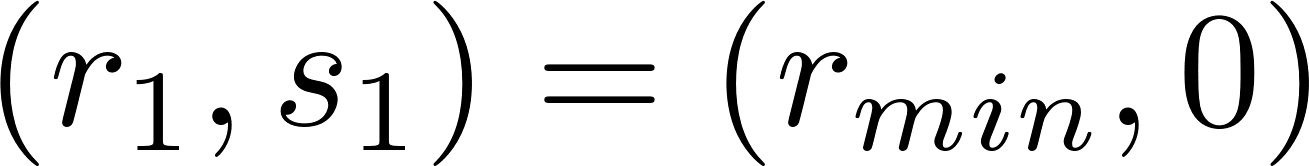 $(r_1, s_1) = (r_{min}, 0)$